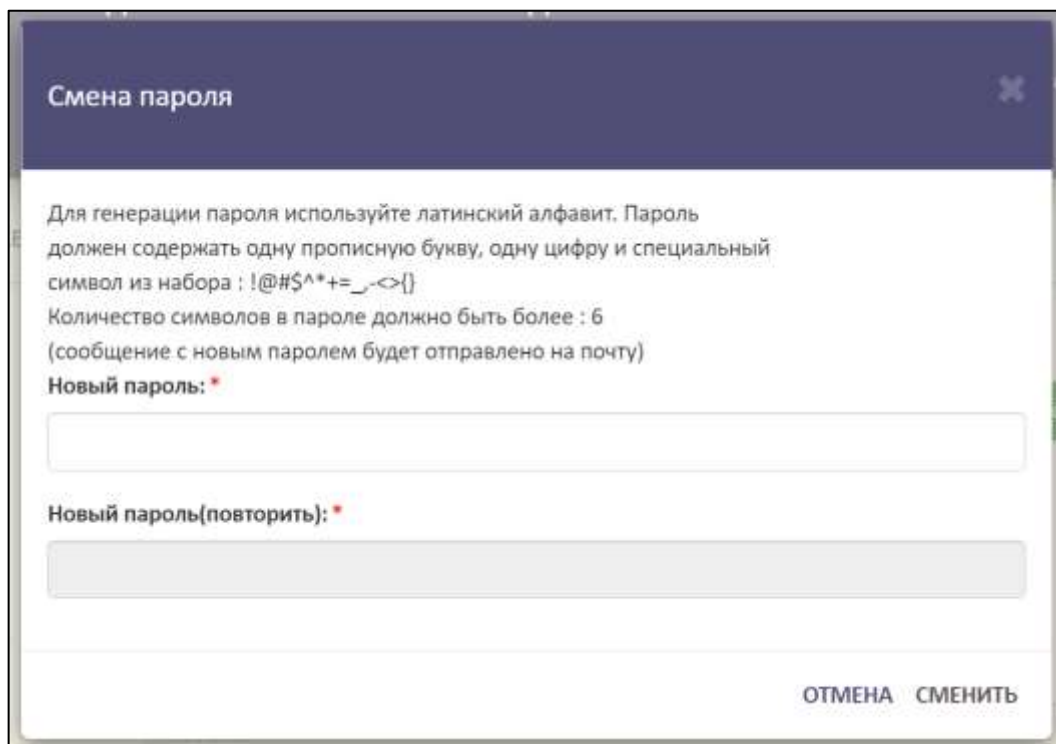 Смена пароля
Для генерации пароля используйте латинский алфавит. Пароль
должен содержать одну прописную букву, одну цифру и специальный
символ из набора : !@#$^*+=_,-<>{}
Количество символов в пароле должно быть более : 6
(сообщение с новым паролем будет отправлено на почту)
Новый пароль: *
Новый пароль(повторить): *
ОТМЕНА СМЕНИТЬ